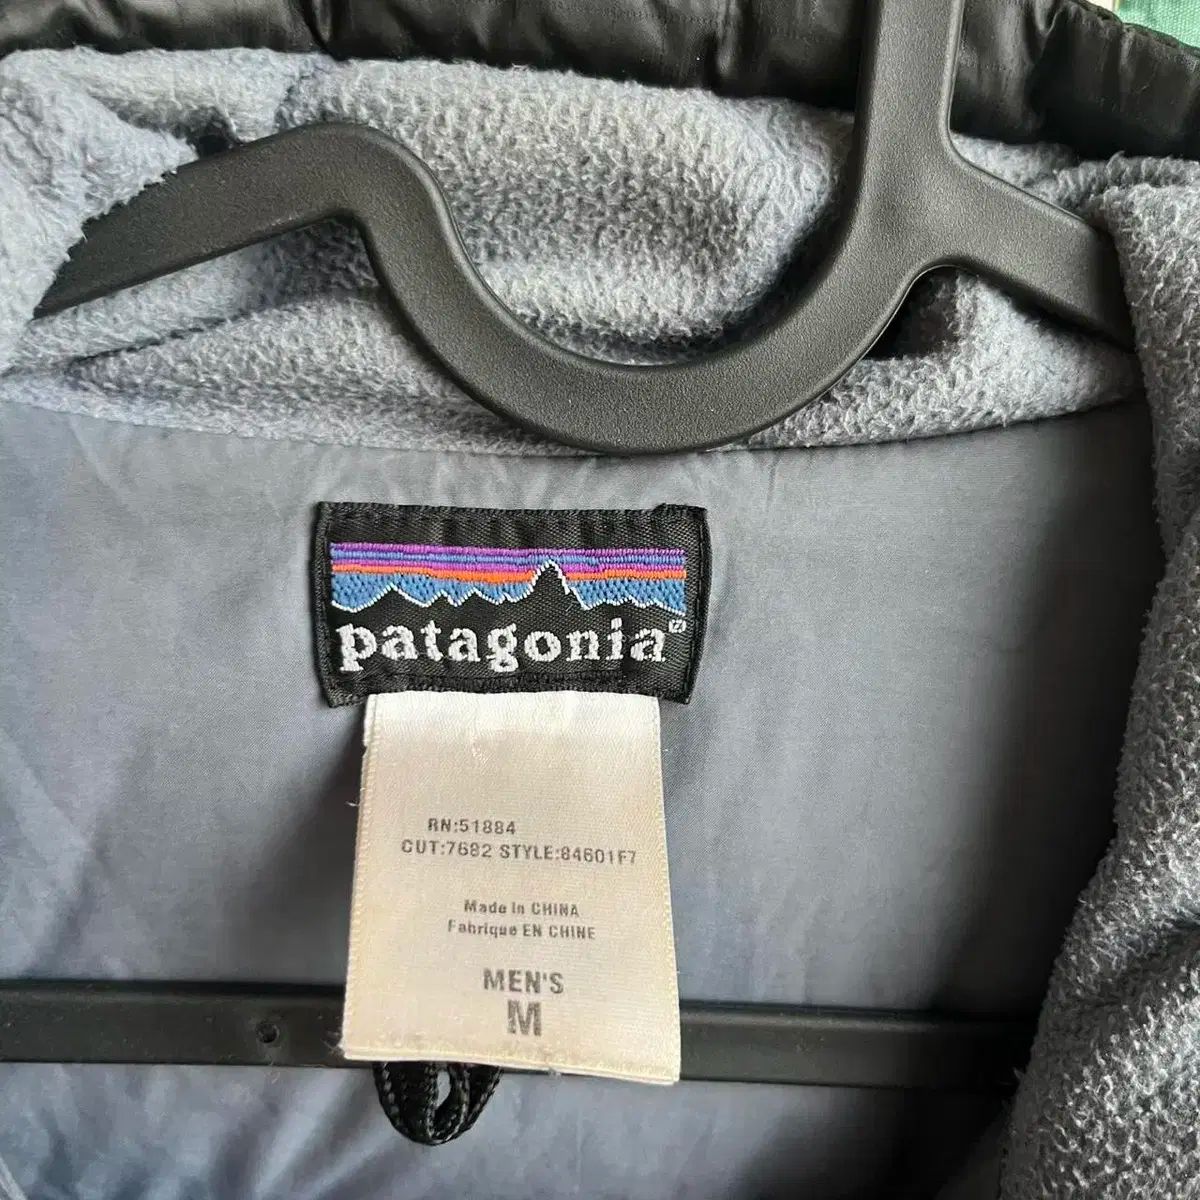 patagonia®
RN:51884
CUT:7682 STYLE:84601F7
Made in CHINA
Fabrique EN CHINE
MEN'S
M